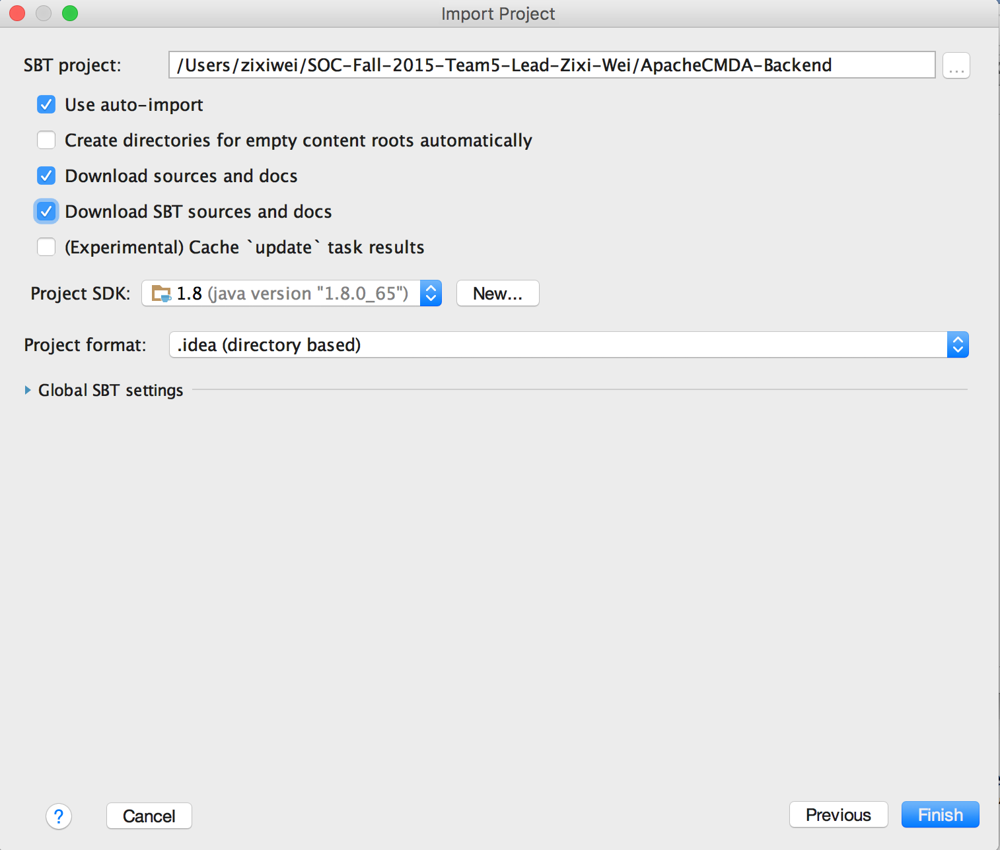 Import Project
SBT project: /Users/zixiwei/SOC-Fall-2015-Team5-Lead-Zixi-Wei/ApacheCMDA-Backend ...
Use auto-import
Create directories for empty content roots automatically
Download sources and docs
Download SBT sources and docs
(Experimental) Cache `update` task results
Project SDK: 1.8 (java version "1.8.0_65") New...
Project format: .idea (directory based)
Global SBT settings
? Cancel Previous Finish